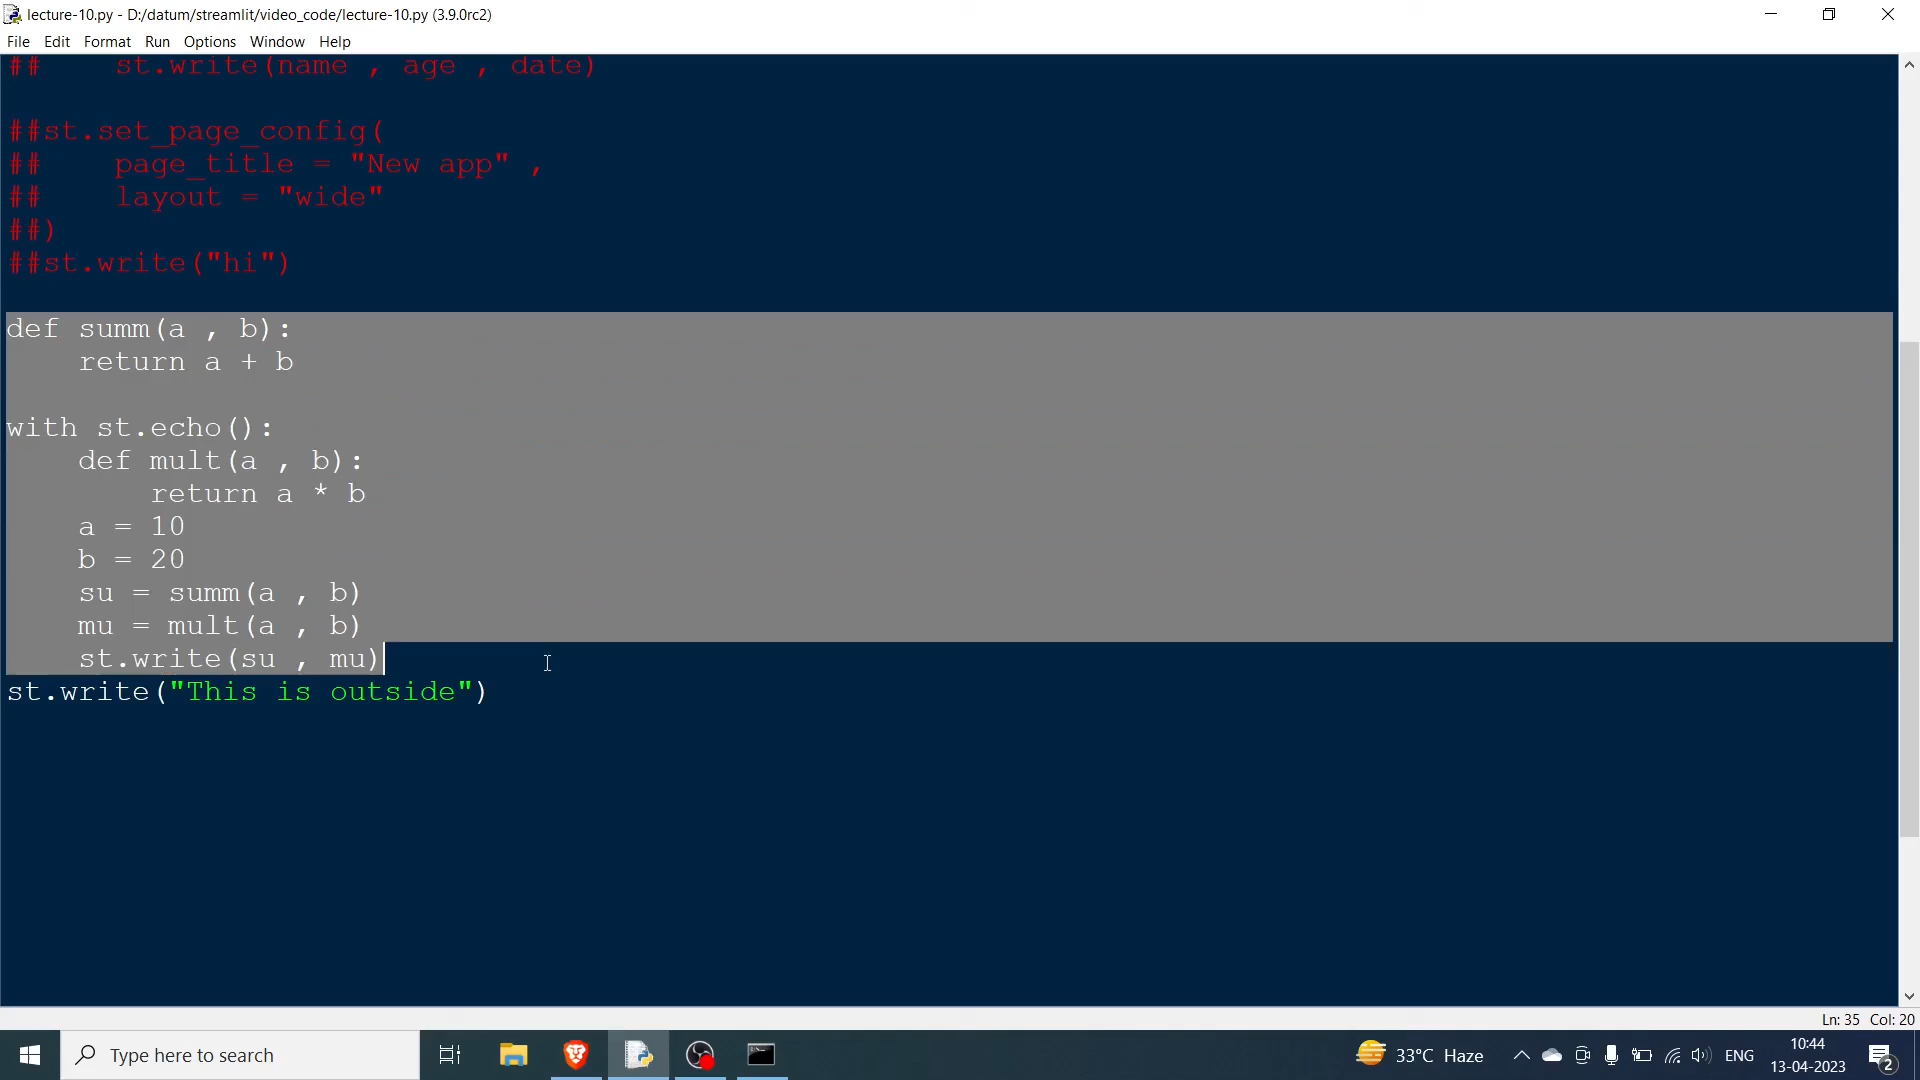 lecture-10.py - D:/datum/streamlit/video_code/lecture-10.py (3.9.0rc2)
File Edit Format Run Options Window Help
##    st.write(name , age , date)
##st.set_page_config(
##    page_title = "New app" ,
##    layout = "wide"
##)
##st.write("hi")
def summ(a , b):
    return a + b
with st.echo():
    def mult(a , b):
        return a * b
    a = 10
    b = 20
    su = summ(a , b)
    mu = mult(a , b)
    st.write(su , mu)
st.write("This is outside")
Ln: 35 Col: 20
Type here to search
33°C Haze
ENG
10:44
13-04-2023
2